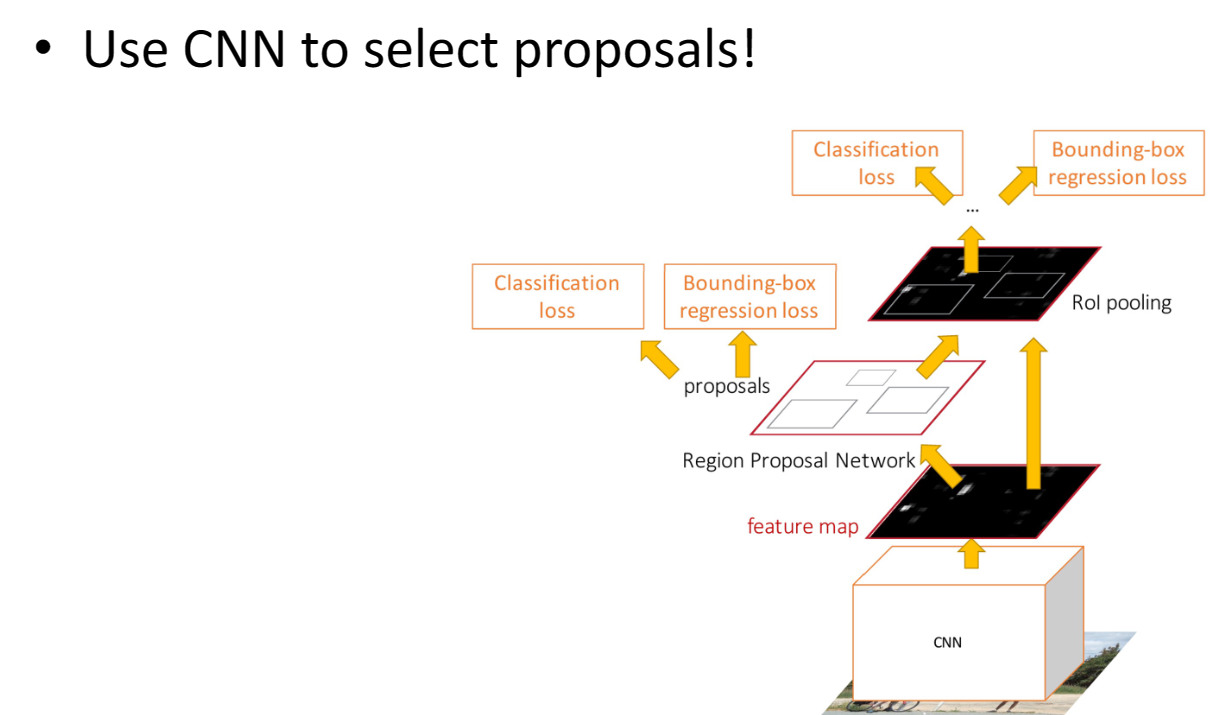 • Use CNN to select proposals!
Classification
loss
Bounding-box
regression loss
...
Classification
loss
Bounding-box
regression loss
RoI pooling
proposals
Region Proposal Network
feature map
CNN